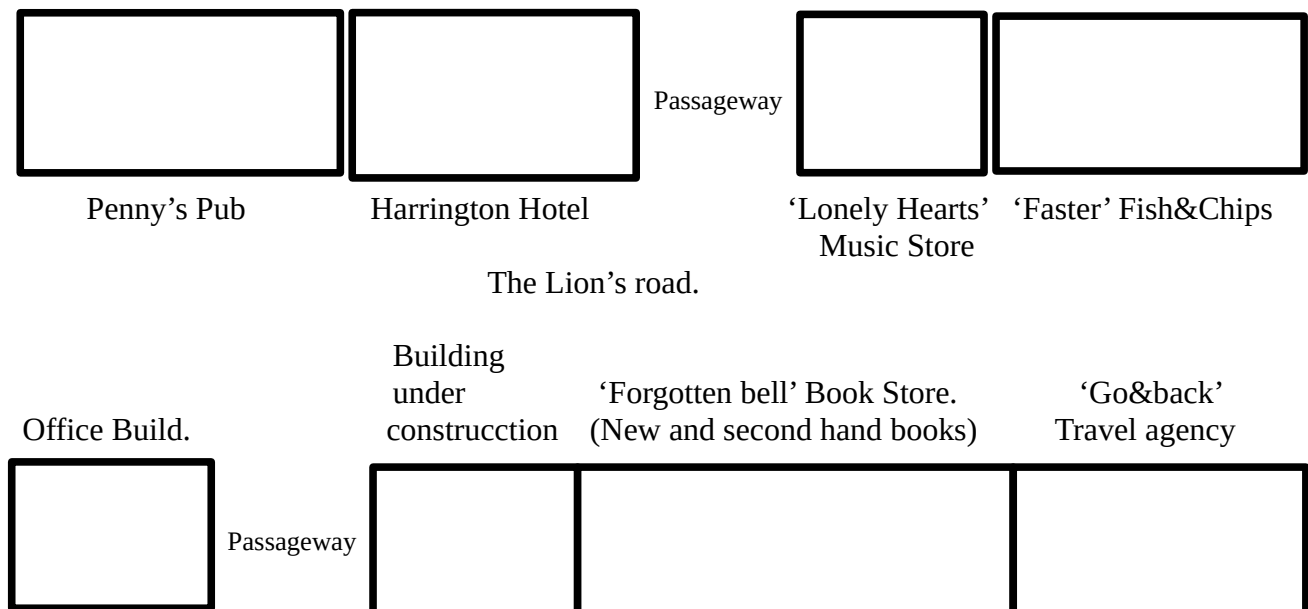 Passageway
Penny’s Pub
Harrington Hotel
‘Lonely Hearts’
Music Store
‘Faster’ Fish&Chips
The Lion’s road.
Office Build.
Building
under
construcction
‘Forgotten bell’ Book Store.
(New and second hand books)
‘Go&back’
Travel agency
Passageway